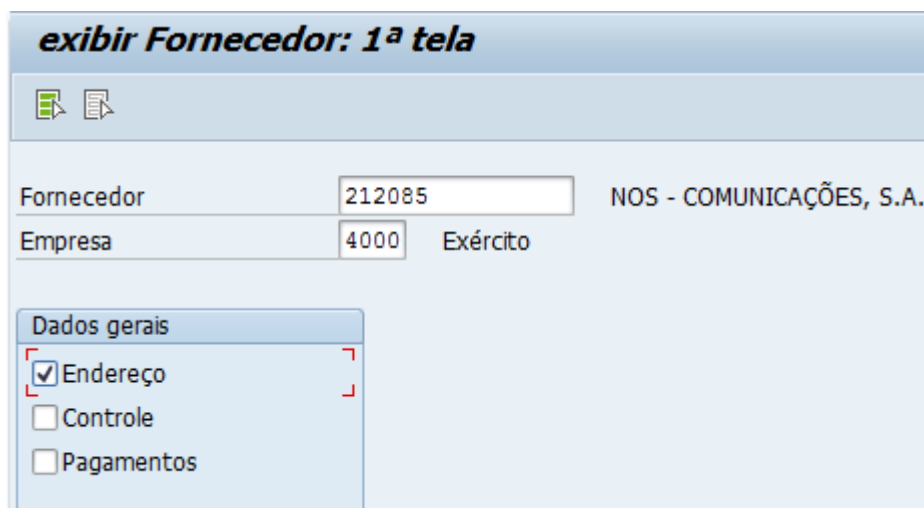 exibir Fornecedor: 1ª tela
Fornecedor 212085 NOS - COMUNICAÇÕES, S.A.
Empresa 4000 Exército
Dados gerais
Endereço
Controle
Pagamentos